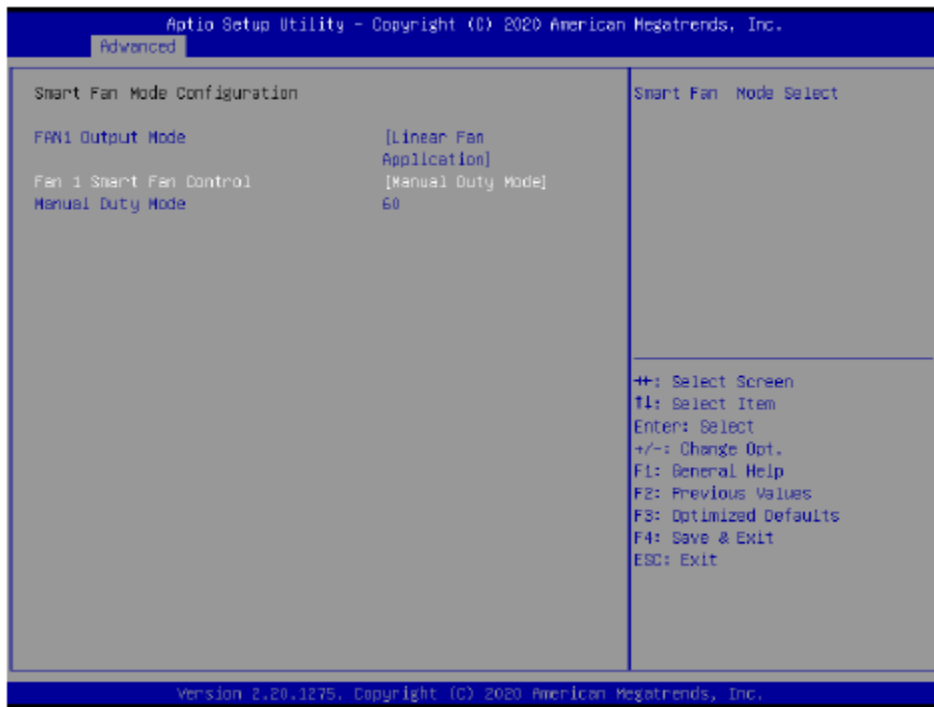 Aptio Setup Utility - Copyright (C) 2020 American Megatrends, Inc.
Advanced
Smart Fan Mode Configuration
FAN1 Output Mode [Linear Fan Application]
Fan 1 Smart Fan Control [Manual Duty Mode]
Manual Duty Mode 60
Smart Fan Mode Select
↔: Select Screen
↑↓: Select Item
Enter: Select
+/-: Change Opt.
F1: General Help
F2: Previous Values
F3: Optimized Defaults
F4: Save & Exit
ESC: Exit
Version 2.20.1275. Copyright (C) 2020 American Megatrends, Inc.